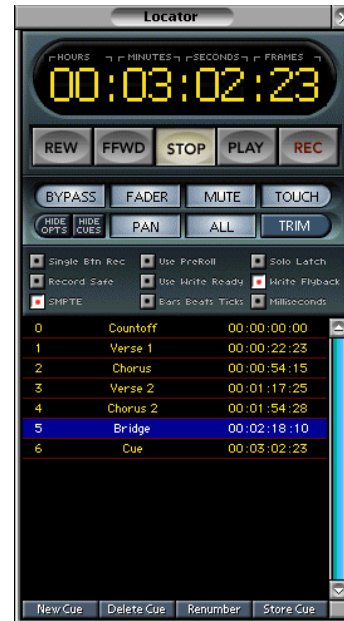 Locator
HOURS MINUTES SECONDS FRAMES
00:03:02:23
REW FFWD STOP PLAY REC
BYPASS FADER MUTE TOUCH
HIDE OPTS HIDE CUES PAN ALL TRIM
Single Btn Rec Use PreRoll Solo Latch
Record Safe Use Write Ready Write Flyback
SMPTE Bars Beats Ticks Milliseconds
0 Countoff 00:00:00:00
1 Verse 1 00:00:22:23
2 Chorus 00:00:54:15
3 Verse 2 00:01:17:25
4 Chorus 2 00:01:54:28
5 Bridge 00:02:18:10
6 Cue 00:03:02:23
New Cue Delete Cue Renumber Store Cue